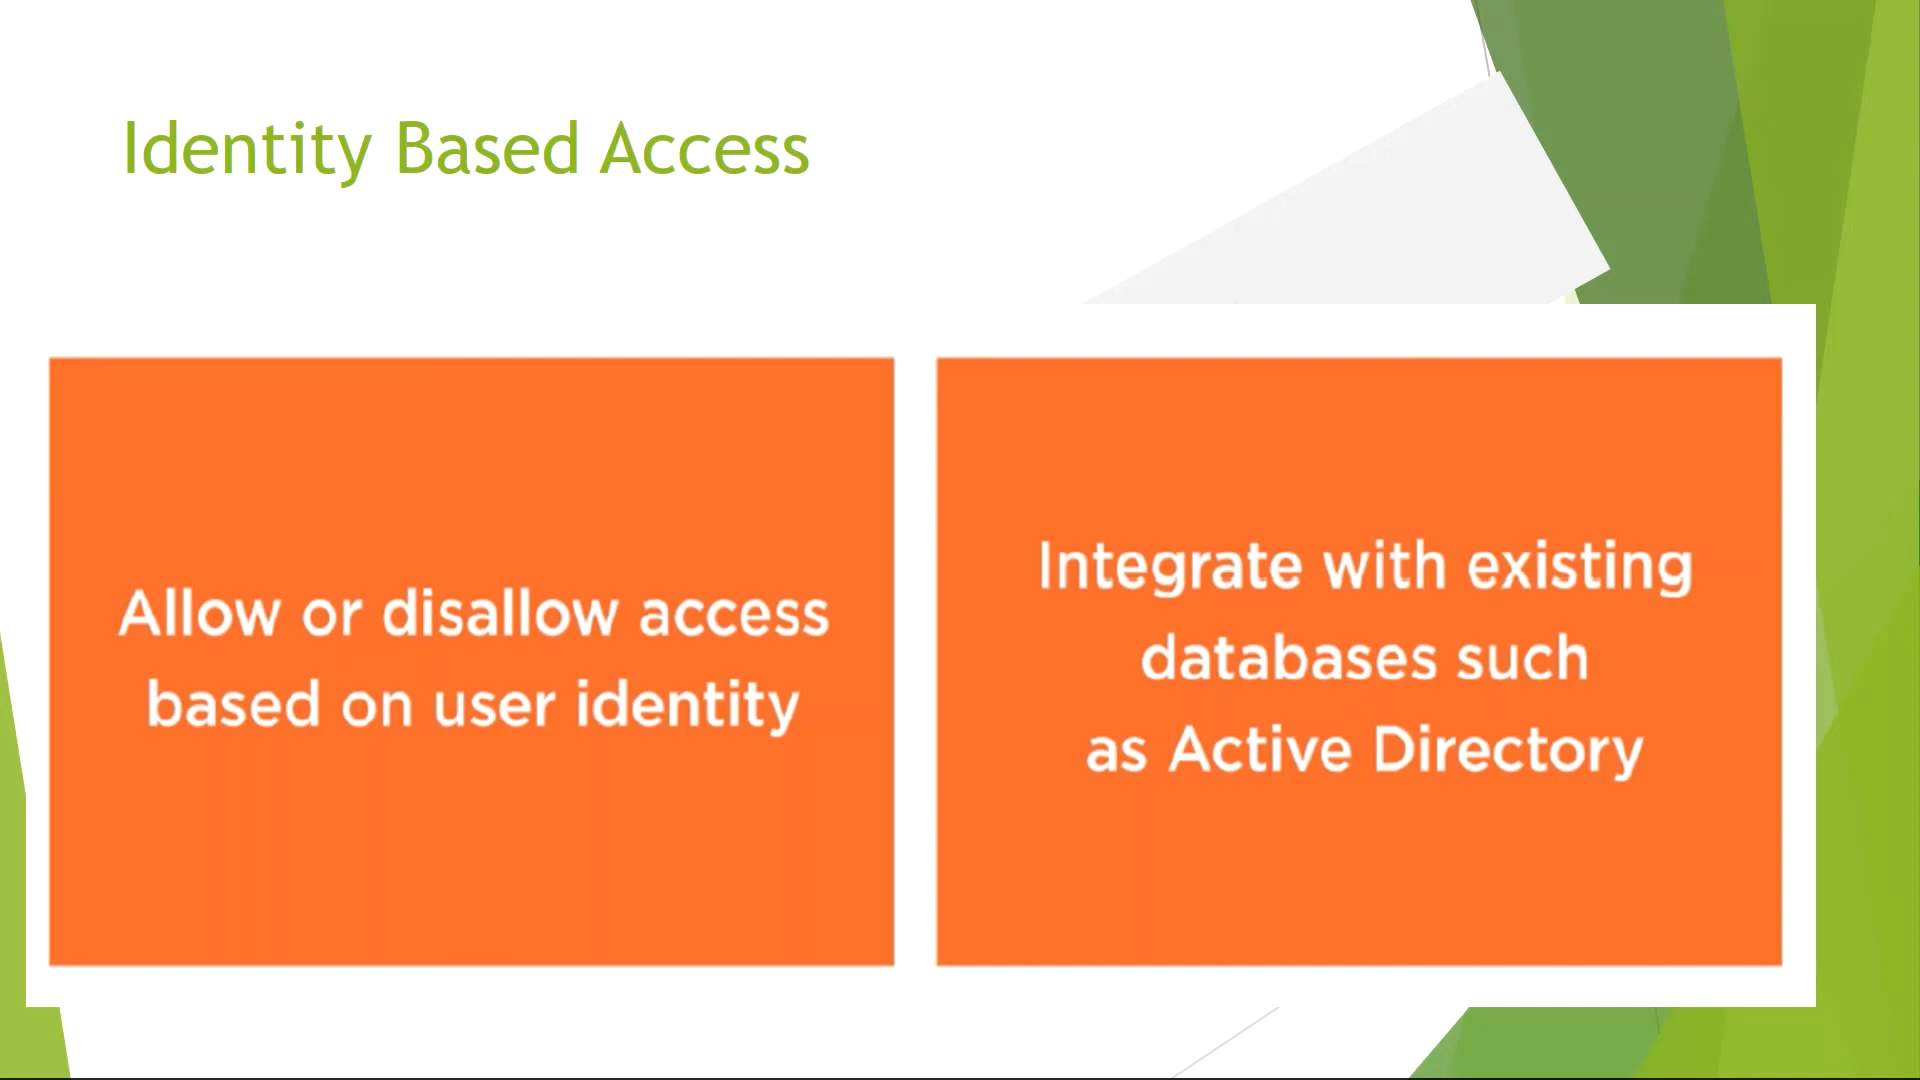 Identity Based Access
Allow or disallow access
based on user identity
Integrate with existing
databases such
as Active Directory